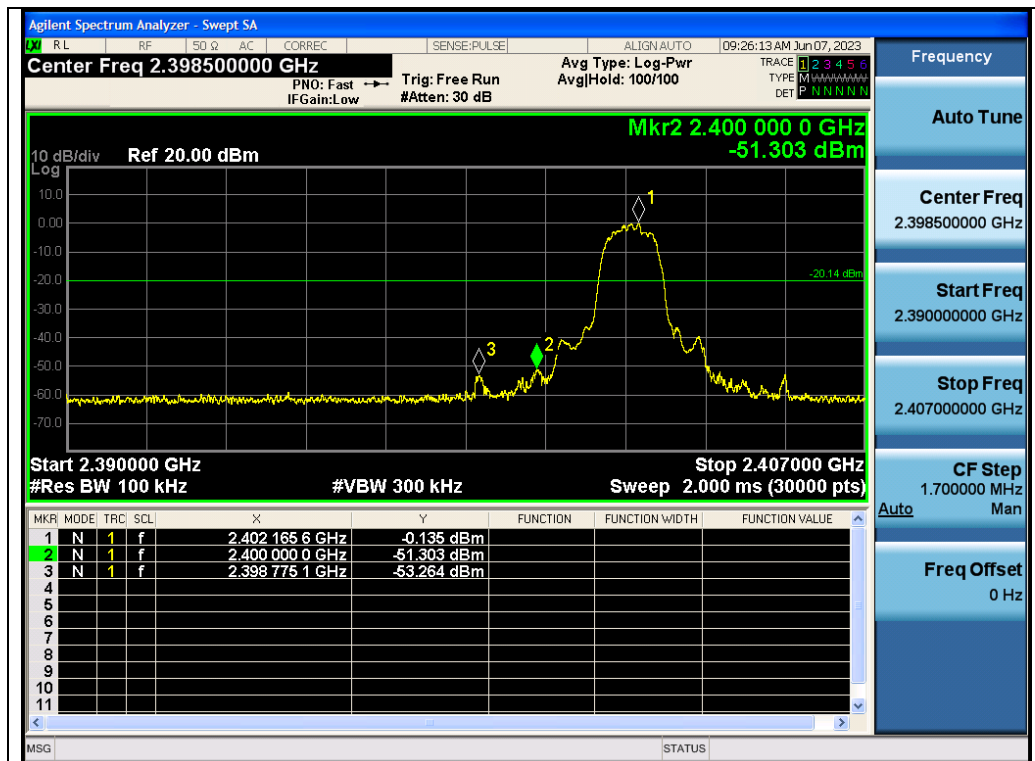 Agilent Spectrum Analyzer - Swept SA
LXI RL RF 50 Ω AC CORREC SENSE:PULSE ALIGN AUTO 09:26:13 AM Jun 07, 2023
Center Freq 2.398500000 GHz
PNO: Fast
IFGain:Low
Trig: Free Run
#Atten: 30 dB
Avg Type: Log-Pwr
Avg|Hold: 100/100
TRACE 1 2 3 4 5 6
TYPE M WWWWW
DET P N N N N N
Mkr2 2.400 000 0 GHz
-51.303 dBm
10 dB/div Ref 20.00 dBm
Log
10.0
0.00
-10.0
-20.0
-30.0
-40.0
-50.0
-60.0
-70.0
1
2
3
-20.14 dBm
Start 2.390000 GHz Stop 2.407000 GHz
#Res BW 100 kHz #VBW 300 kHz Sweep 2.000 ms (30000 pts)
MKR MODE TRC SCL X Y FUNCTION FUNCTION WIDTH FUNCTION VALUE
1 N 1 f 2.402 165 6 GHz -0.135 dBm
2 N 1 f 2.400 000 0 GHz -51.303 dBm
3 N 1 f 2.398 775 1 GHz -53.264 dBm
4
5
6
7
8
9
10
11
MSG STATUS
Frequency
Auto Tune
Center Freq
2.398500000 GHz
Start Freq
2.390000000 GHz
Stop Freq
2.407000000 GHz
CF Step
1.700000 MHz
Auto Man
Freq Offset
0 Hz